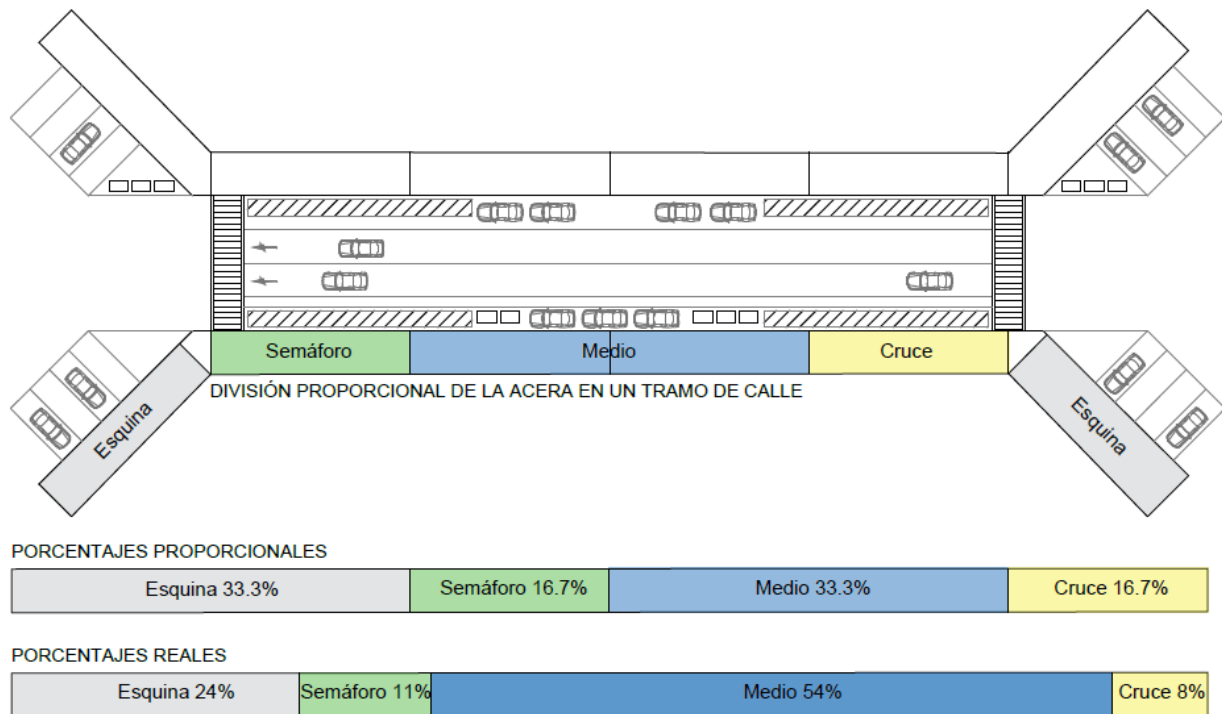 Semáforo Medio Cruce
DIVISIÓN PROPORCIONAL DE LA ACERA EN UN TRAMO DE CALLE
Esquina
Esquina
PORCENTAJES PROPORCIONALES
Esquina 33.3% Semáforo 16.7% Medio 33.3% Cruce 16.7%
PORCENTAJES REALES
Esquina 24% Semáforo 11% Medio 54% Cruce 8%